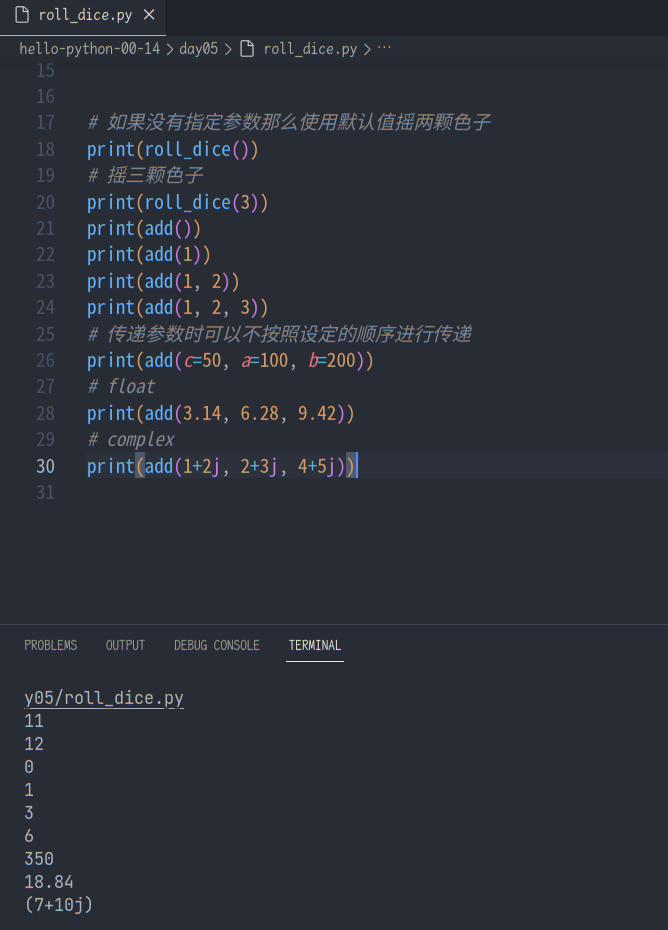 roll_dice.py ×
hello-python-00-14 > day05 > roll_dice.py > ...
15
16
17 # 如果没有指定参数那么使用默认值摇两颗色子
18 print(roll_dice())
19 # 摇三颗色子
20 print(roll_dice(3))
21 print(add())
22 print(add(1))
23 print(add(1, 2))
24 print(add(1, 2, 3))
25 # 传递参数时可以不按照设定的顺序进行传递
26 print(add(c=50, a=100, b=200))
27 # float
28 print(add(3.14, 6.28, 9.42))
29 # complex
30 print(add(1+2j, 2+3j, 4+5j))
31
PROBLEMS OUTPUT DEBUG CONSOLE TERMINAL
y05/roll_dice.py
11
12
0
1
3
6
350
18.84
(7+10j)